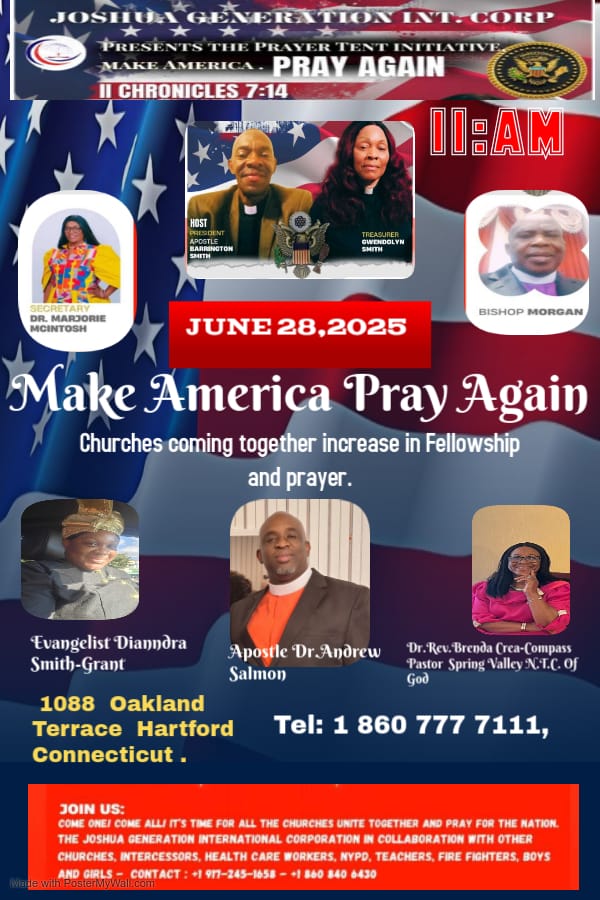 JOSHUA GENERATION INT. CORP
PRESENTS THE PRAYER TENT INITIATIVE,
MAKE AMERICA . PRAY AGAIN
II CHRONICLES 7:14
11:AM
HOST
PRESIDENT
APOSTLE
BARRINGTON
SMITH
TREASURER
GWENDOLYN
SMITH
SECRETARY
DR. MARJORIE
MCINTOSH
BISHOP MORGAN
JUNE 28,2025
Make America Pray Again
Churches coming together increase in Fellowship
and prayer.
Evangelist Dianndra
Smith-Grant
Apostle Dr.Andrew
Salmon
Dr.Rev.Brenda Crea-Compass
Pastor Spring Valley N.T.C. Of
God
1088 Oakland
Terrace Hartford
Connecticut .
Tel: 1 860 777 7111,
JOIN US:
COME ONE! COME ALL! IT'S TIME FOR ALL THE CHURCHES UNITE TOGETHER AND PRAY FOR THE NATION.
THE JOSHUA GENERATION INTERNATIONAL CORPORATION IN COLLABORATION WITH OTHER
CHURCHES, INTERCESSORS, HEALTH CARE WORKERS, NYPD, TEACHERS, FIRE FIGHTERS, BOYS
AND GIRLS – CONTACT : +1 917-245-1658 – +1 860 840 6430
Made with PosterMyWall.com